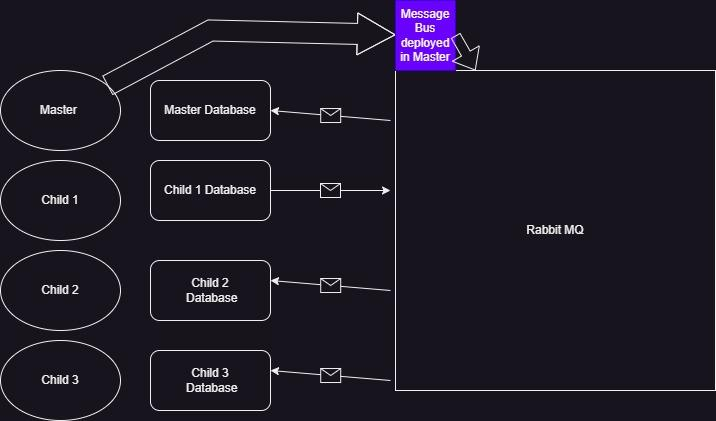 Message
Bus
deployed
in Master
Master
Master Database
Child 1
Child 1 Database
Rabbit MQ
Child 2
Child 2
Database
Child 3
Child 3
Database